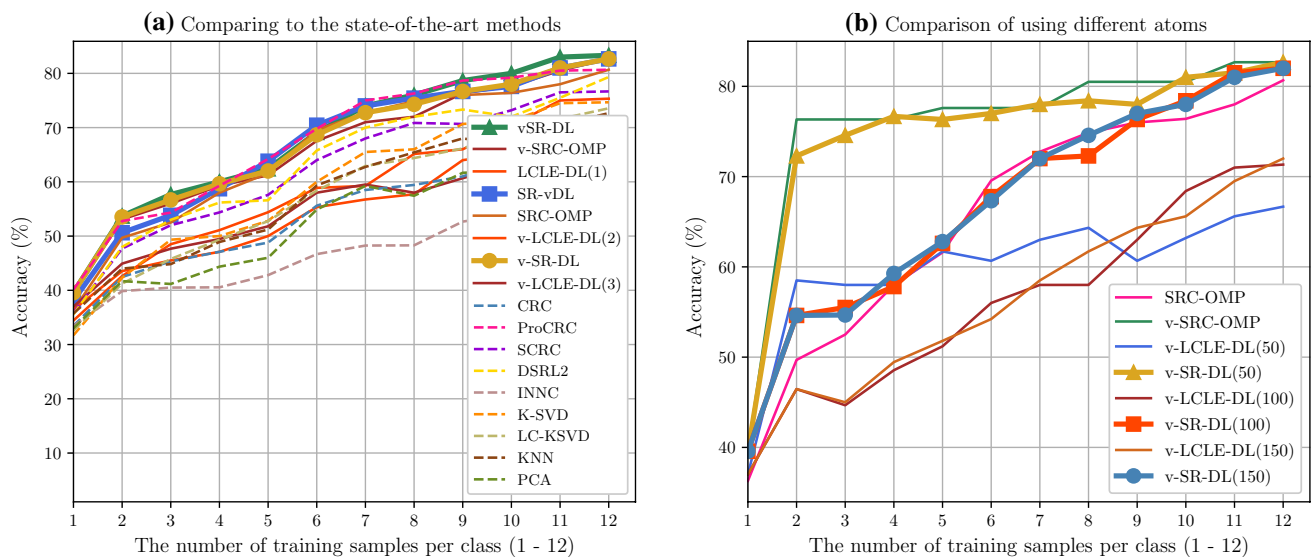 (a) Comparing to the state-of-the-art methods
Accuracy (%)
80
70
60
50
40
30
20
10
vSR-DL
v-SRC-OMP
LCLE-DL(1)
SR-vDL
SRC-OMP
v-LCLE-DL(2)
v-SR-DL
v-LCLE-DL(3)
CRC
ProCRC
SCRC
DSRL2
INNC
K-SVD
LC-KSVD
KNN
PCA
1 2 3 4 5 6 7 8 9 10 11 12
The number of training samples per class (1 - 12)
(b) Comparison of using different atoms
Accuracy (%)
80
70
60
50
40
SRC-OMP
v-SRC-OMP
v-LCLE-DL(50)
v-SR-DL(50)
v-LCLE-DL(100)
v-SR-DL(100)
v-LCLE-DL(150)
v-SR-DL(150)
1 2 3 4 5 6 7 8 9 10 11 12
The number of training samples per class (1 - 12)